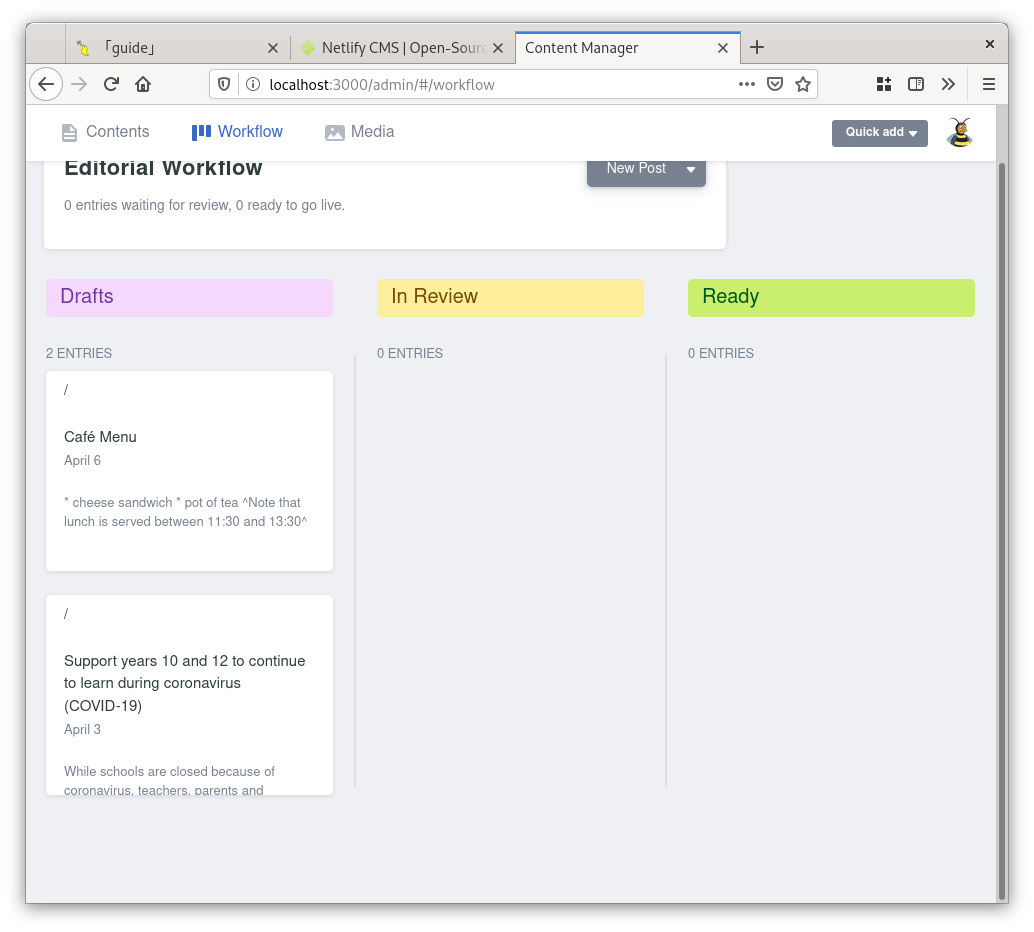 「guide」
Netlify CMS | Open-Sourc
Content Manager
localhost:3000/admin/#/workflow
Contents
Workflow
Media
Quick add
Editorial Workflow
New Post
0 entries waiting for review, 0 ready to go live.
Drafts
In Review
Ready
2 ENTRIES
0 ENTRIES
0 ENTRIES
/
Café Menu
April 6
* cheese sandwich * pot of tea ^Note that
lunch is served between 11:30 and 13:30^
/
Support years 10 and 12 to continue
to learn during coronavirus
(COVID-19)
April 3
While schools are closed because of
coronavirus, teachers, parents and